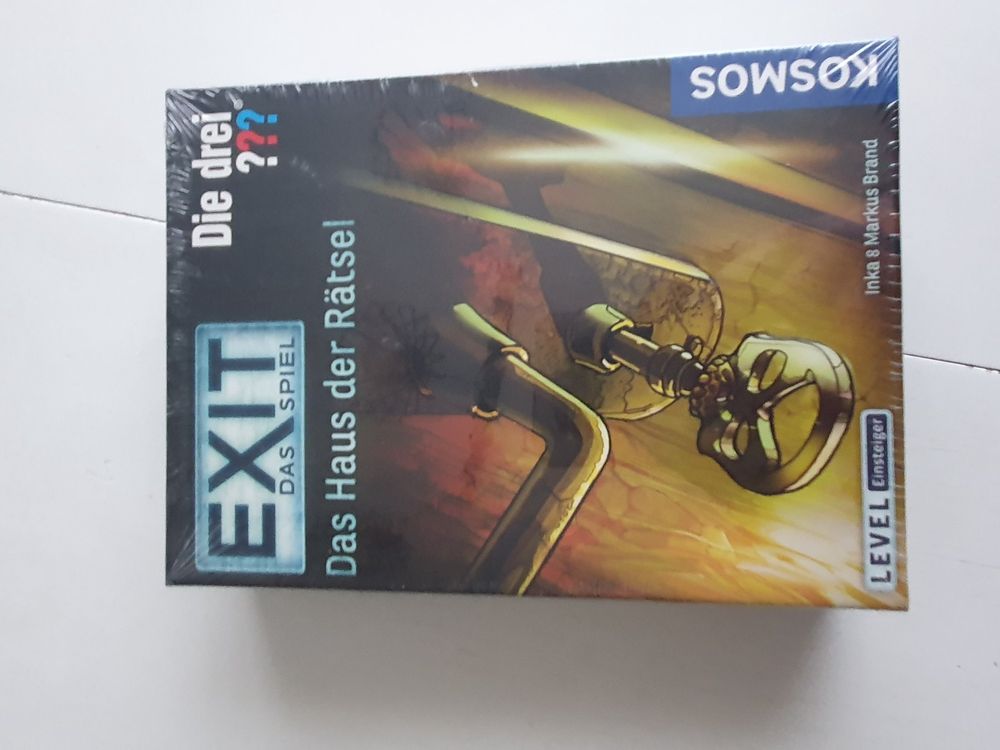 EXIT
DAS SPIEL
Die drei
???
Das Haus der Rätsel
LEVEL Einsteiger
Inka & Markus Brand
KOSMOS